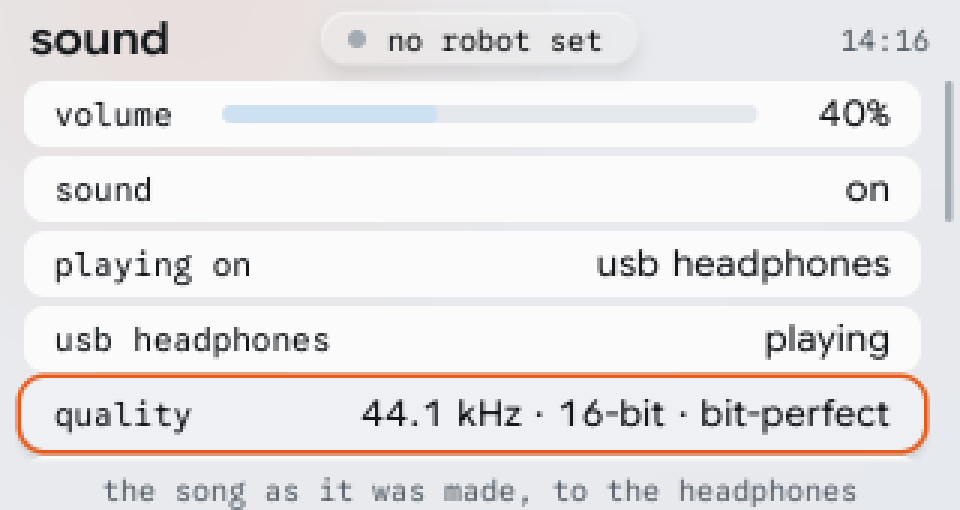 sound
no robot set
14:16
volume 40%
sound on
playing on usb headphones
usb headphones playing
quality 44.1 kHz · 16-bit · bit-perfect
the song as it was made, to the headphones